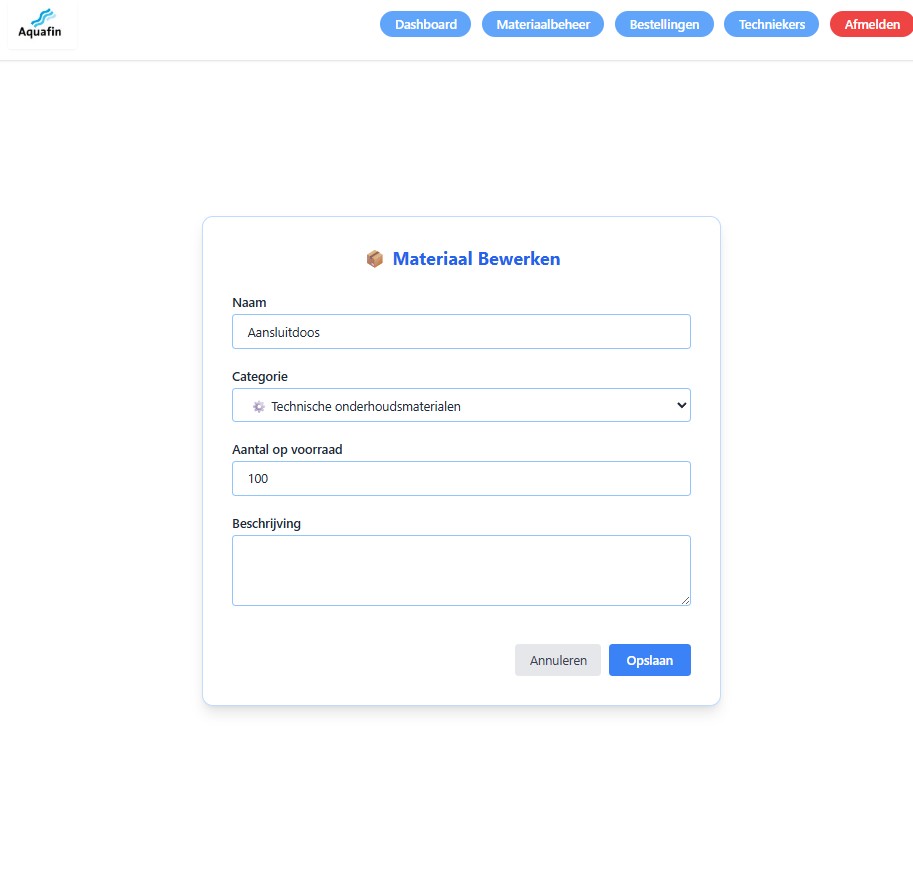 Aquafin
Dashboard Materiaalbeheer Bestellingen Techniekers Afmelden
Materiaal Bewerken
Naam
Aansluitdoos
Categorie
Technische onderhoudsmaterialen
Aantal op voorraad
100
Beschrijving
Annuleren Opslaan